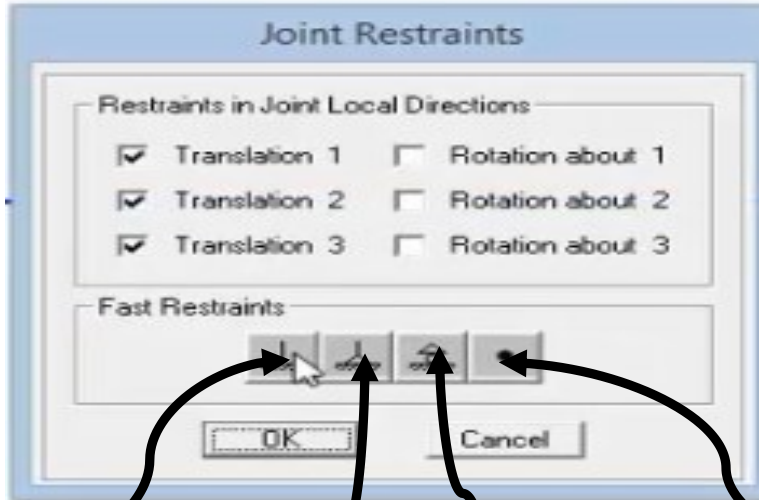 Joint Restraints
Restraints in Joint Local Directions
Translation 1 Rotation about 1
Translation 2 Rotation about 2
Translation 3 Rotation about 3
Fast Restraints
OK Cancel